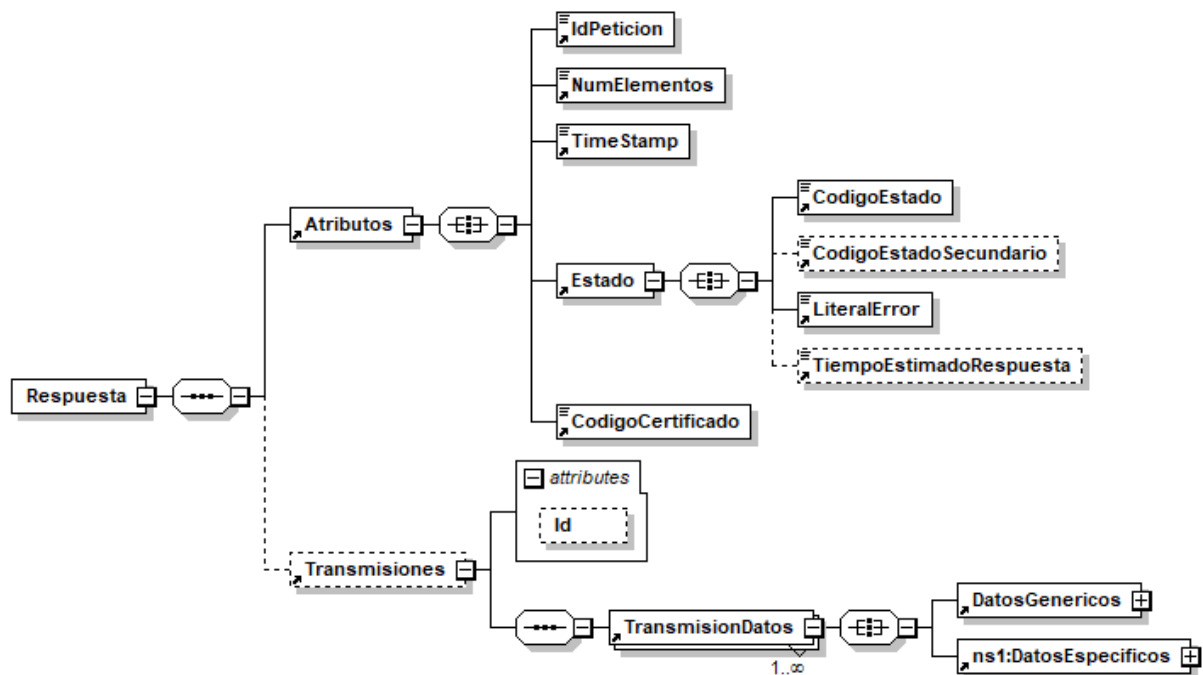 IdPeticion
NumElementos
TimeStamp
CodigoEstado
CodigoEstadoSecundario
Atributos
Estado
LiteralError
TiempoEstimadoRespuesta
Respuesta
CodigoCertificado
attributes
Id
Transmisiones
DatosGenericos
TransmisionDatos
ns1:DatosEspecificos
1..∞